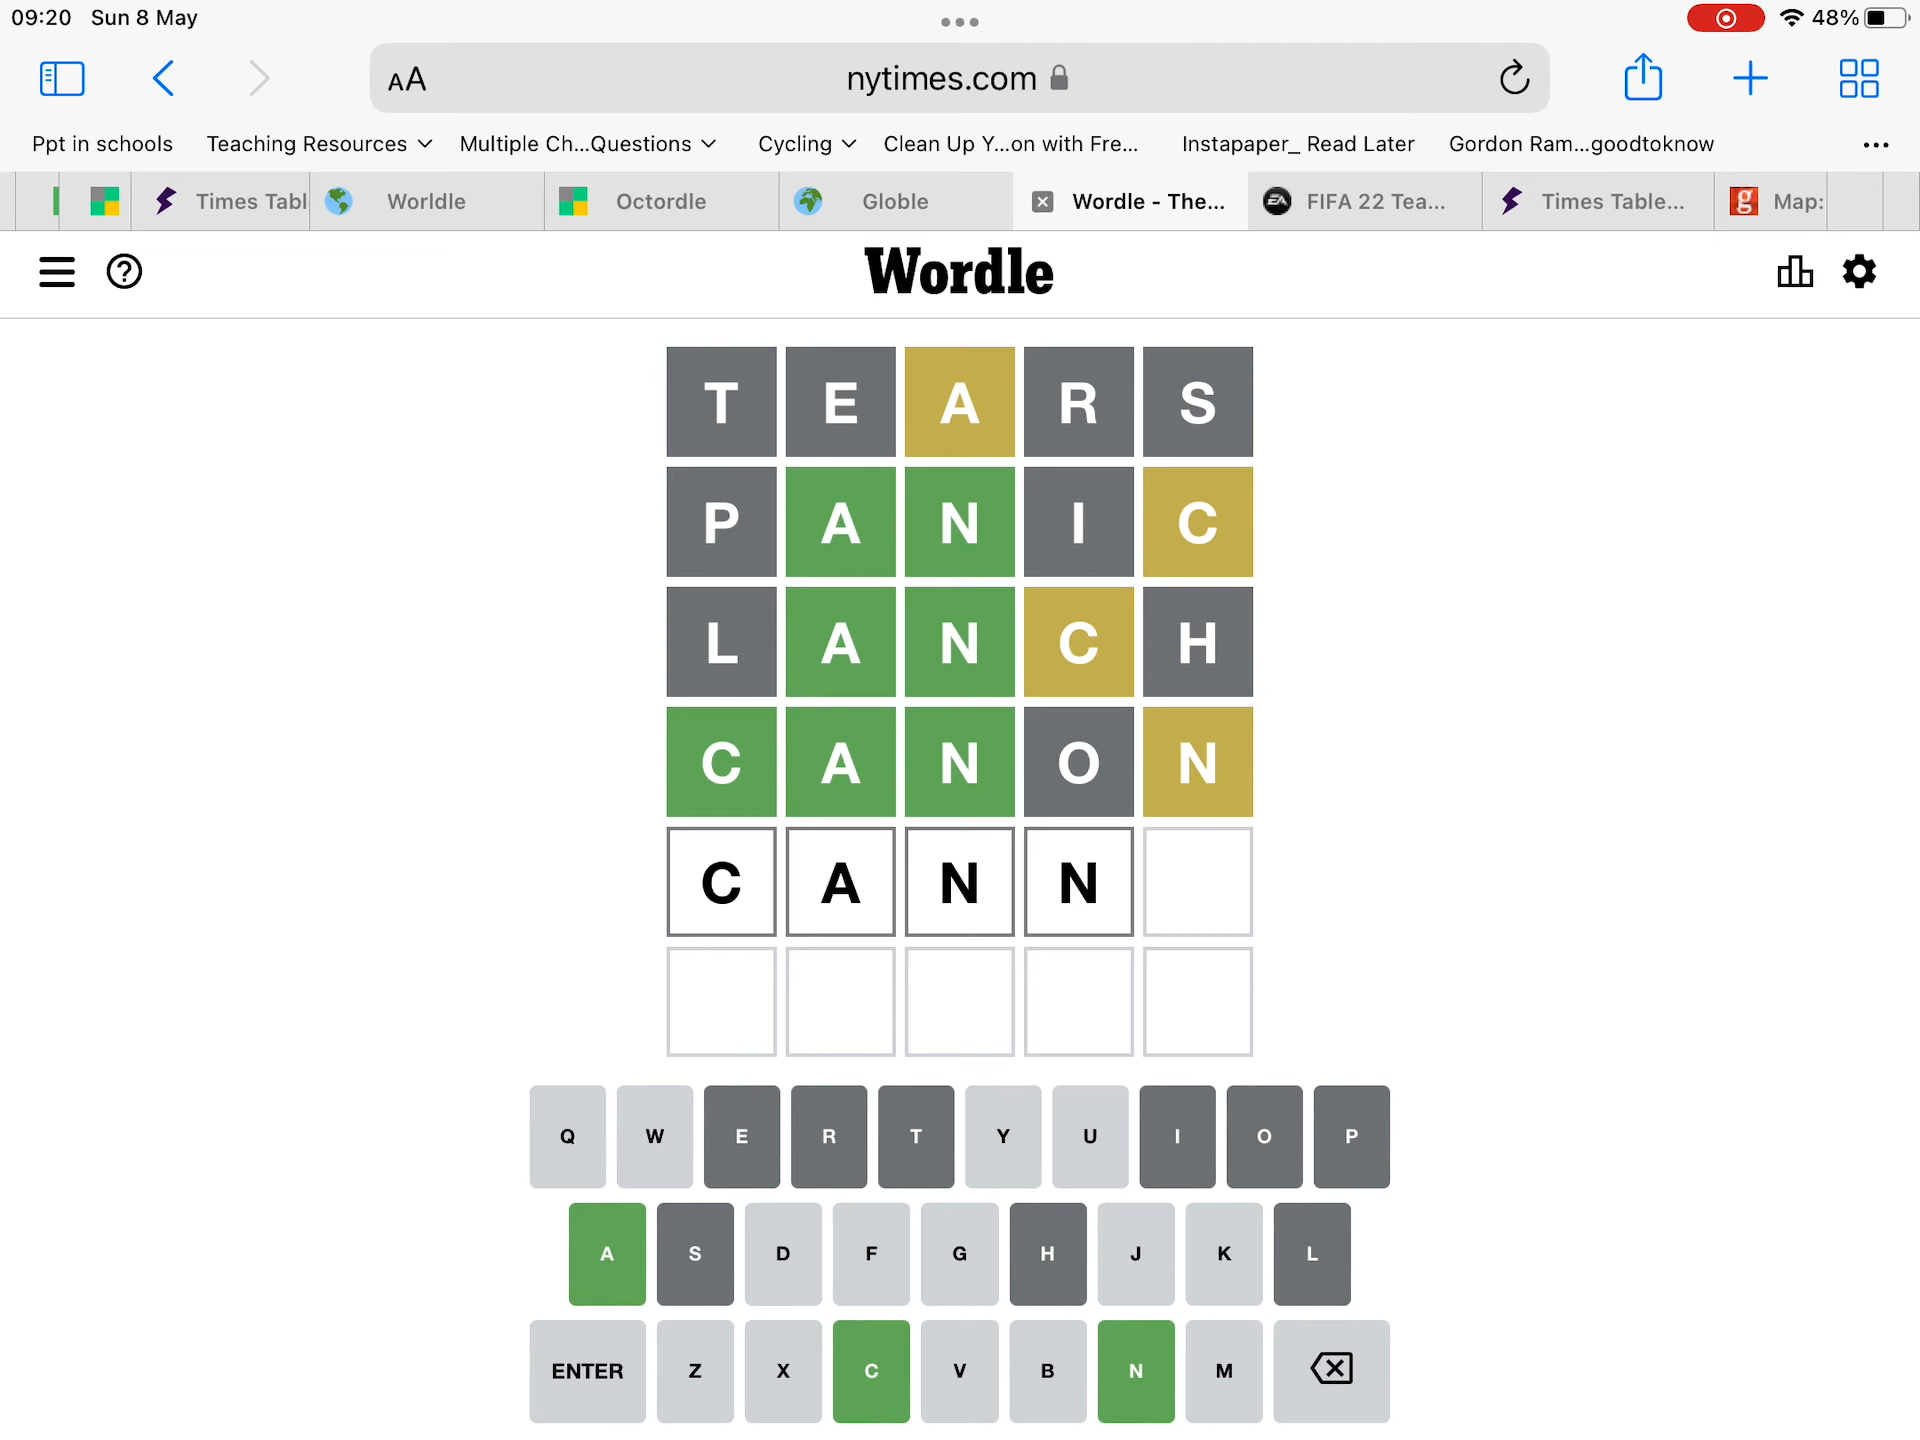 09:20 Sun 8 May
48%
AA nytimes.com
Ppt in schools Teaching Resources Multiple Ch...Questions Cycling Clean Up Y...on with Fre... Instapaper_ Read Later Gordon Ram...goodtoknow
Times Tabl Worldle Octordle Globle Wordle - The... EA FIFA 22 Tea... Times Table... g Map:
Wordle
T E A R S
P A N I C
L A N C H
C A N O N
C A N N
Q W E R T Y U I O P
A S D F G H J K L
ENTER Z X C V B N M